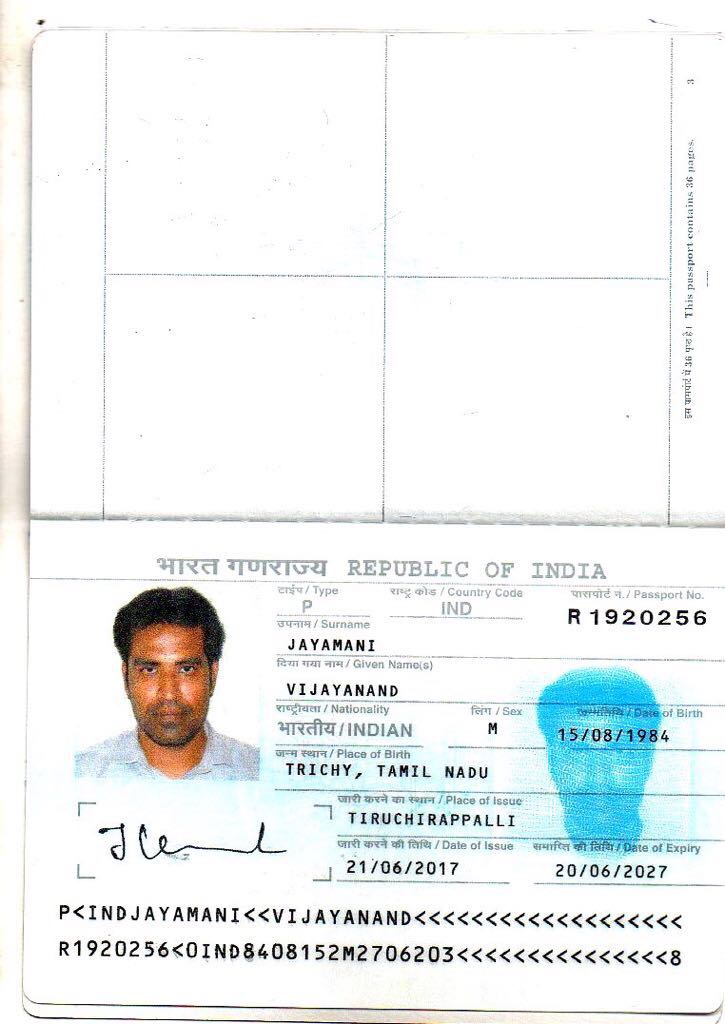 3
इस पासपोर्ट में 36 पृष्ठ हैं। This passport contains 36 pages.
भारत गणराज्य REPUBLIC OF INDIA
टाईप / Type राष्ट्र कोड / Country Code पासपोर्ट न. / Passport No.
P IND R 1920256
उपनाम / Surname
JAYAMANI
दिया गया नाम / Given Name(s)
VIJAYANAND
राष्ट्रीयता / Nationality लिंग / Sex जन्मतिथि / Date of Birth
भारतीय/INDIAN M 15/08/1984
जन्म स्थान / Place of Birth
TRICHY, TAMIL NADU
जारी करने का स्थान / Place of Issue
TIRUCHIRAPPALLI
जारी करने की तिथि / Date of Issue समाप्ति की तिथि / Date of Expiry
21/06/2017 20/06/2027
P<INDJAYAMANI<<VIJAYANAND<<<<<<<<<<<<<<<<<<<
R1920256<0IND8408152M2706203<<<<<<<<<<<<<<<8